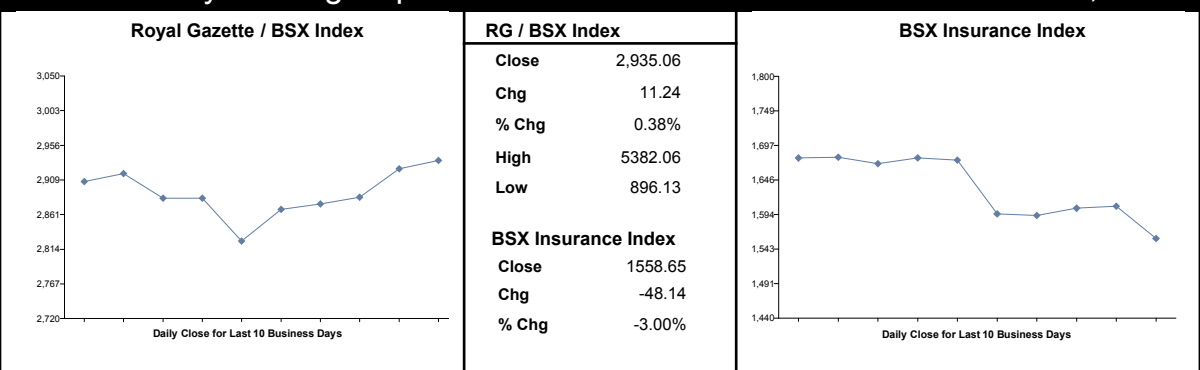 Royal Gazette / BSX Index
3,050
3,003
2,956
2,909
2,861
2,814
2,767
2,720
Daily Close for Last 10 Business Days
RG / BSX Index
Close 2,935.06
Chg 11.24
% Chg 0.38%
High 5382.06
Low 896.13
BSX Insurance Index
Close 1558.65
Chg -48.14
% Chg -3.00%
BSX Insurance Index
1,800
1,749
1,697
1,646
1,594
1,543
1,491
1,440
Daily Close for Last 10 Business Days